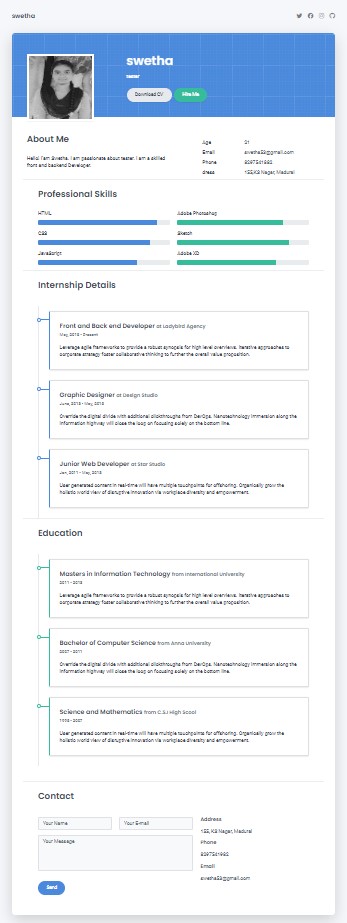 swetha
swetha
tester
Download CV
Hire Me
About Me
Hello! I am Swetha. I am passionate about tester. I am a skilled
front and backend Developer.
Age 21
Email swetha53@gmail.com
Phone 8397541982
dress 155,KB Nagar, Madurai
Professional Skills
HTML
Adobe Photoshop
CSS
Sketch
JavaScript
Adobe XD
Internship Details
Front and Back end Developer at Ladybird Agency
May, 2015 - Present
Leverage agile frameworks to provide a robust synopsis for high level overviews. Iterative approaches to
corporate strategy foster collaborative thinking to further the overall value proposition.
Graphic Designer at Design Studio
June, 2013 - May, 2015
Override the digital divide with additional clickthroughs from DevOps. Nanotechnology immersion along the
information highway will close the loop on focusing solely on the bottom line.
Junior Web Developer at Star Studio
Jan, 2011 - May, 2013
User generated content in real-time will have multiple touchpoints for offshoring. Organically grow the
holistic world view of disruptive innovation via workplace diversity and empowerment.
Education
Masters in Information Technology from International University
2011 - 2013
Leverage agile frameworks to provide a robust synopsis for high level overviews. Iterative approaches to
corporate strategy foster collaborative thinking to further the overall value proposition.
Bachelor of Computer Science from Anna University
2007 - 2011
Override the digital divide with additional clickthroughs from DevOps. Nanotechnology immersion along the
information highway will close the loop on focusing solely on the bottom line.
Science and Mathematics from C.S.I High Scool
User generated content in real-time will have multiple touchpoints for offshoring. Organically grow the
holistic world view of disruptive innovation via workplace diversity and empowerment.
Contact
Your Name
Your E-mail
Your Message
Send
Address
155, KB Nagar, Madurai
Phone
8397541982
Email
swetha53@gmail.com